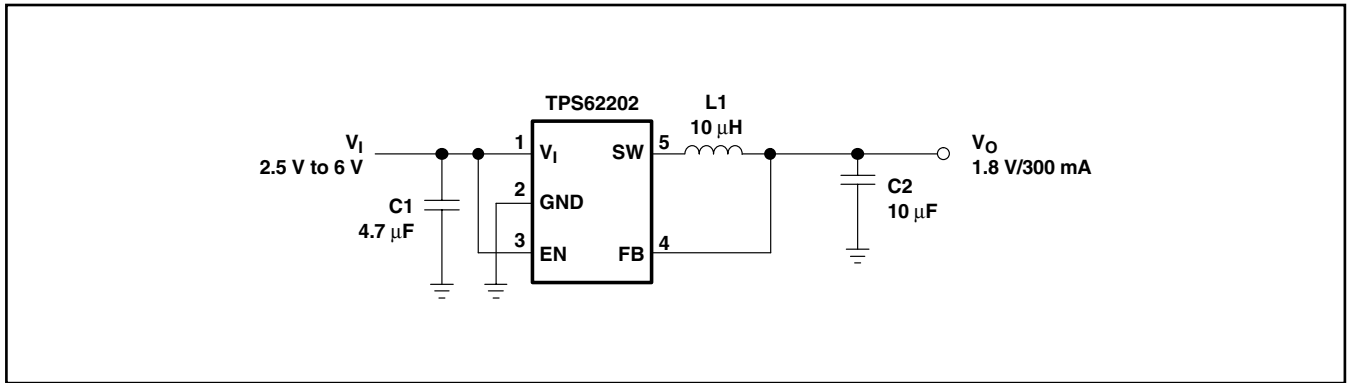 TPS62202
L1
10 μH
V_I
2.5 V to 6 V
1
V_I
SW
5
V_O
1.8 V/300 mA
C1
4.7 μF
2
GND
C2
10 μF
3
EN
FB
4